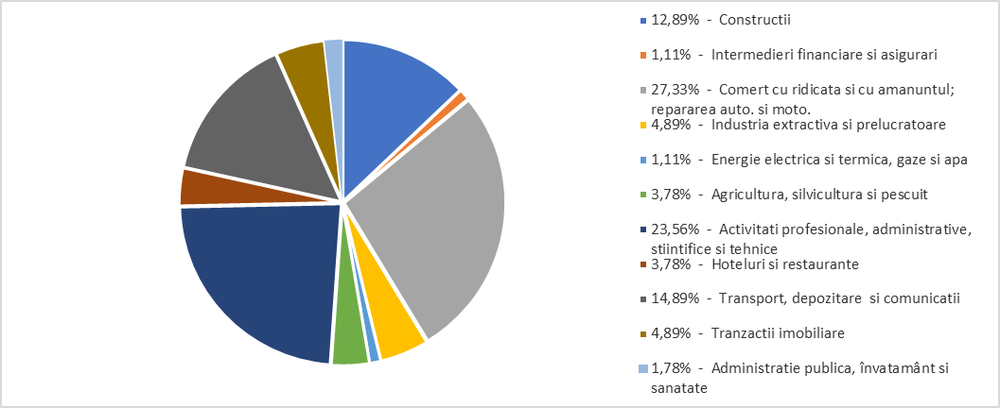 12,89%  -  Constructii
1,11%  -  Intermedieri financiare si asigurari
27,33%  -  Comert cu ridicata si cu amanuntul;
repararea auto. si moto.
4,89%  -  Industria extractiva si prelucratoare
1,11%  -  Energie electrica si termica, gaze si apa
3,78%  -  Agricultura, silvicultura si pescuit
23,56%  -  Activitati profesionale, administrative,
stiintifice si tehnice
3,78%  -  Hoteluri si restaurante
14,89%  -  Transport, depozitare  si comunicatii
4,89%  -  Tranzactii imobiliare
1,78%  -  Administratie publica, învatamânt si
sanatate